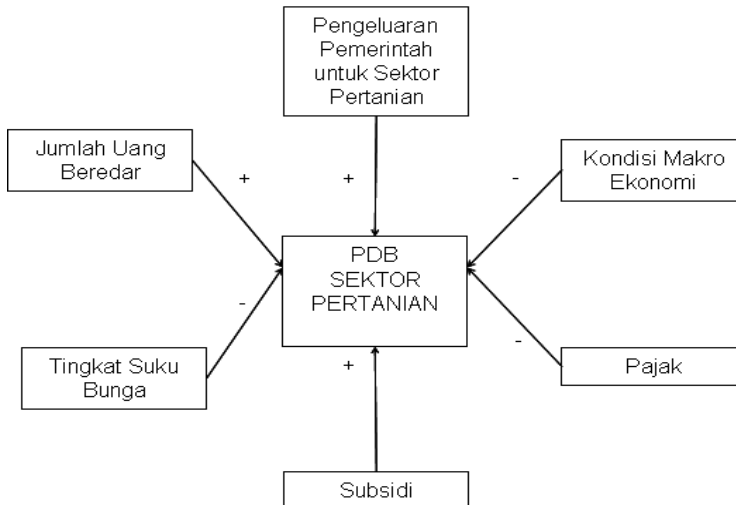 Pengeluaran
Pemerintah
untuk Sektor
Pertanian
Jumlah Uang
Beredar
Kondisi Makro
Ekonomi
+
+
-
PDB
SEKTOR
PERTANIAN
-
-
+
Tingkat Suku
Bunga
Pajak
Subsidi